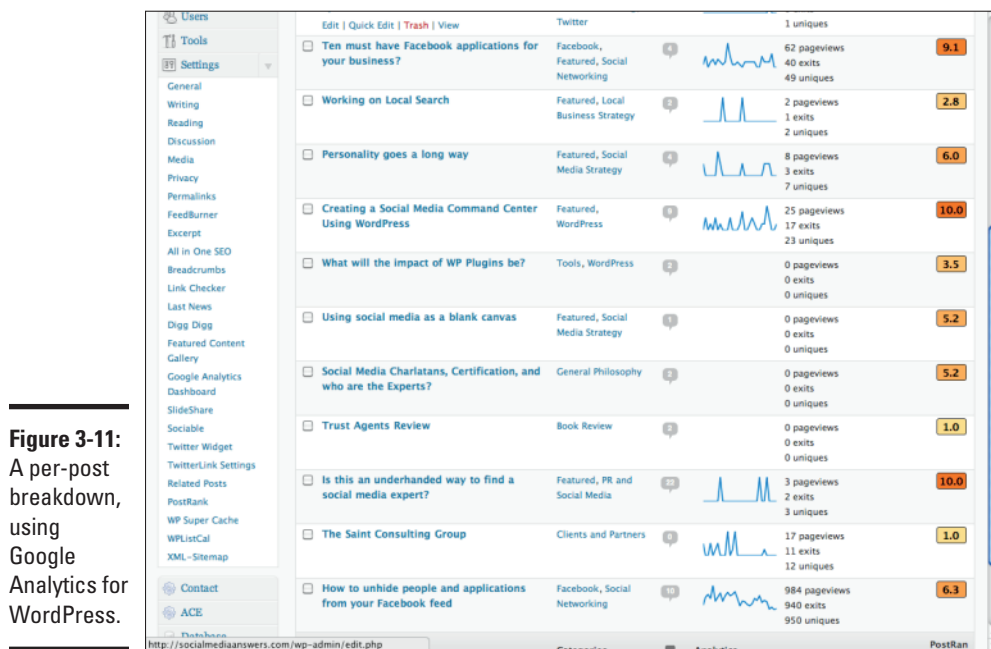 Users
Tools
Settings
General
Writing
Reading
Discussion
Media
Privacy
Permalinks
FeedBurner
Excerpt
All in One SEO
Breadcrumbs
Link Checker
Last News
Digg Digg
Featured Content
Gallery
Google Analytics
Dashboard
SlideShare
Sociable
Twitter Widget
TwitterLink Settings
Related Posts
PostRank
WP Super Cache
WPListCal
XML-Sitemap
Contact
ACE
Database
http://socialmediaanswers.com/wp-admin/edit.php
Edit | Quick Edit | Trash | View
Twitter
1 uniques
Ten must have Facebook applications for
your business?
Facebook,
Featured, Social
Networking
4
62 pageviews
40 exits
49 uniques
9.1
Working on Local Search
Featured, Local
Business Strategy
2
2 pageviews
1 exits
2 uniques
2.8
Personality goes a long way
Featured, Social
Media Strategy
4
8 pageviews
3 exits
7 uniques
6.0
Creating a Social Media Command Center
Using WordPress
Featured,
WordPress
9
25 pageviews
17 exits
23 uniques
10.0
What will the impact of WP Plugins be?
Tools, WordPress
2
0 pageviews
0 exits
0 uniques
3.5
Using social media as a blank canvas
Featured, Social
Media Strategy
1
0 pageviews
0 exits
0 uniques
5.2
Social Media Charlatans, Certification, and
who are the Experts?
General Philosophy
2
0 pageviews
0 exits
0 uniques
5.2
Trust Agents Review
Book Review
2
0 pageviews
0 exits
0 uniques
1.0
Is this an underhanded way to find a
social media expert?
Featured, PR and
Social Media
3 pageviews
2 exits
3 uniques
10.0
The Saint Consulting Group
Clients and Partners
0
17 pageviews
11 exits
12 uniques
1.0
How to unhide people and applications
from your Facebook feed
Facebook, Social
Networking
10
984 pageviews
940 exits
950 uniques
6.3
Categories
Analytics
PostRan
Figure 3-11:
A per-post
breakdown,
using
Google
Analytics for
WordPress.